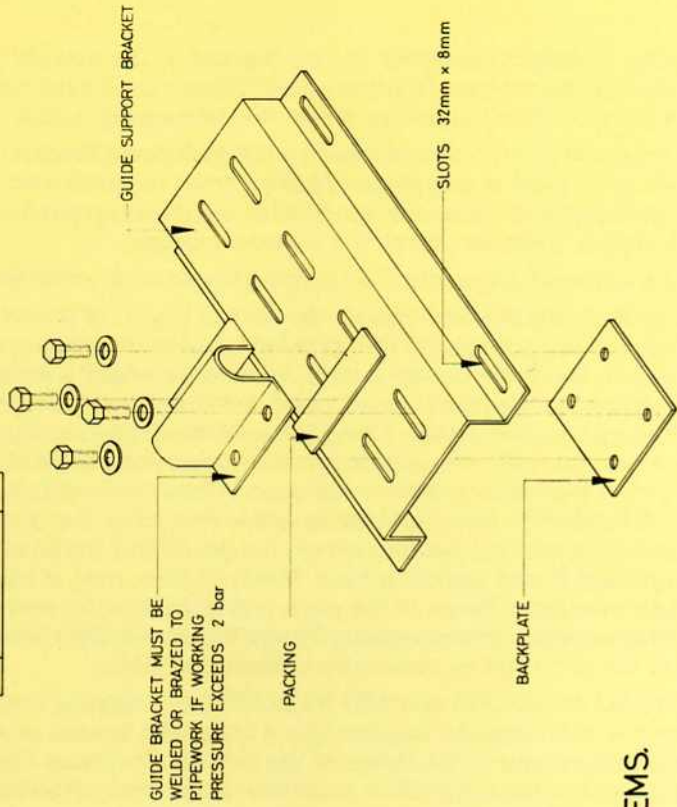 GUIDE SUPPORT BRACKET
GUIDE BRACKET MUST BE
WELDED OR BRAZED TO
PIPEWORK IF WORKING
PRESSURE EXCEEDS 2 bar
PACKING
SLOTS 32mm x 8mm
BACKPLATE
EMS.